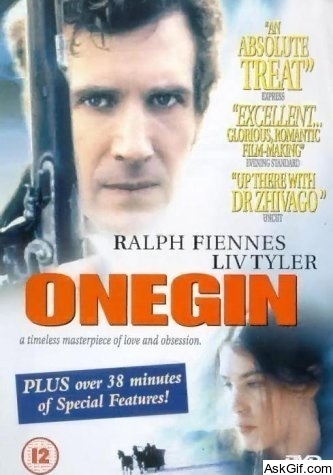 "AN
ABSOLUTE
TREAT"
EXPRESS
"EXCELLENT...
GLORIOUS, ROMANTIC
FILM-MAKING"
EVENING STANDARD
"UP THERE WITH
DR ZHIVAGO"
UNCUT
RALPH FIENNES
LIV TYLER
ONEGIN
a timeless masterpiece of love and obsession.
PLUS over 38 minutes
of Special Features!
12
DVD
AskGif.com